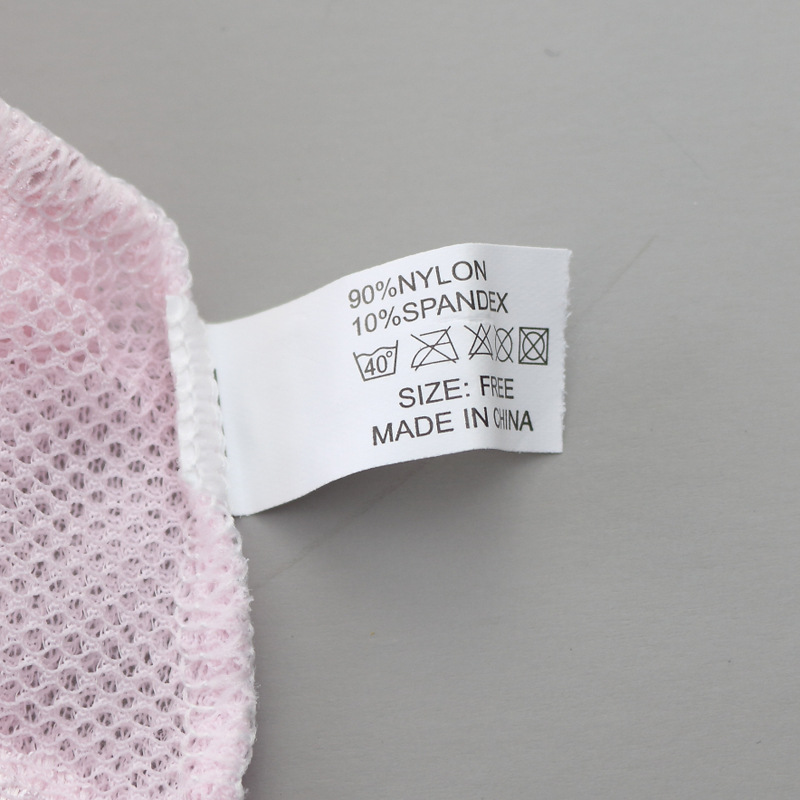 90%NYLON
10%SPANDEX
40°
SIZE: FREE
MADE IN CHINA